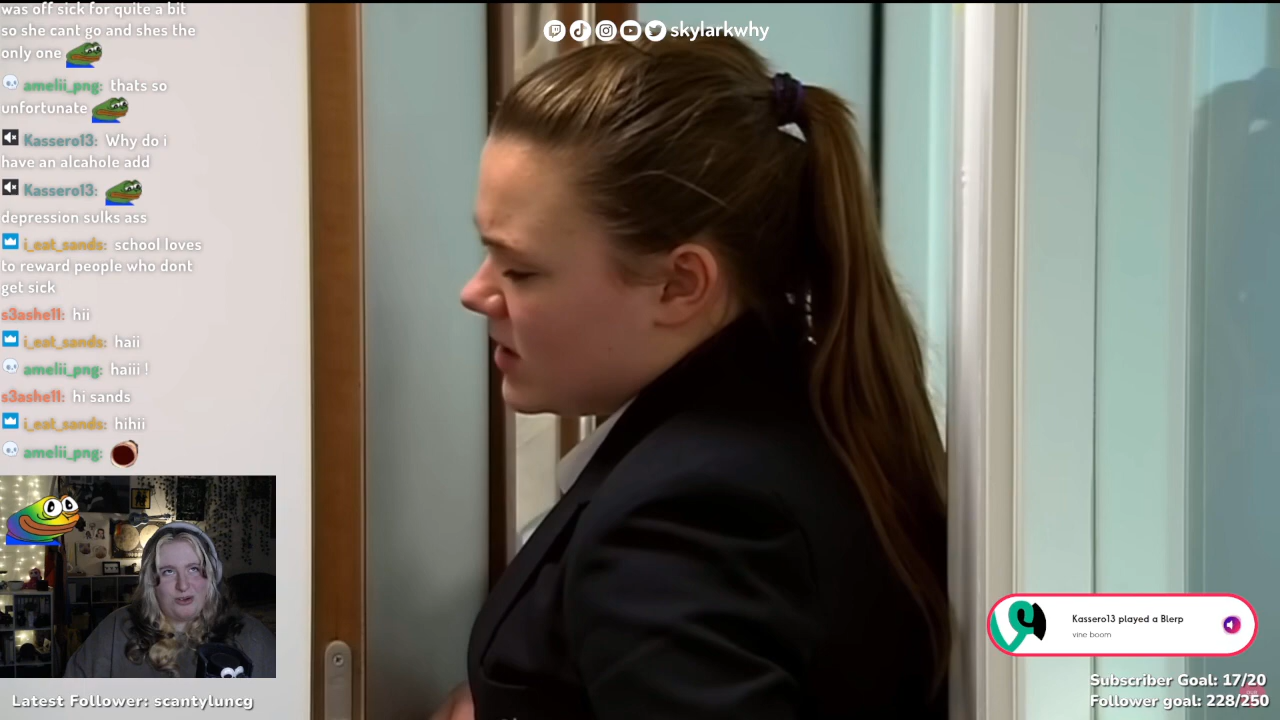 was off sick for quite a bit
so she cant go and shes the
only one
amelii_png: thats so
unfortunate
Kassero13: Why do i
have an alcahole add
Kassero13:
depression sulks ass
i_eat_sands: school loves
to reward people who dont
get sick
s3ashe11: hii
i_eat_sands: haii
amelii_png: haiii !
s3ashe11: hi sands
i_eat_sands: hihii
amelii_png:
skylarkwhy
Kassero13 played a Blerp
vine boom
Latest Follower: scantyluncg
Subscriber Goal: 17/20
Follower goal: 228/250